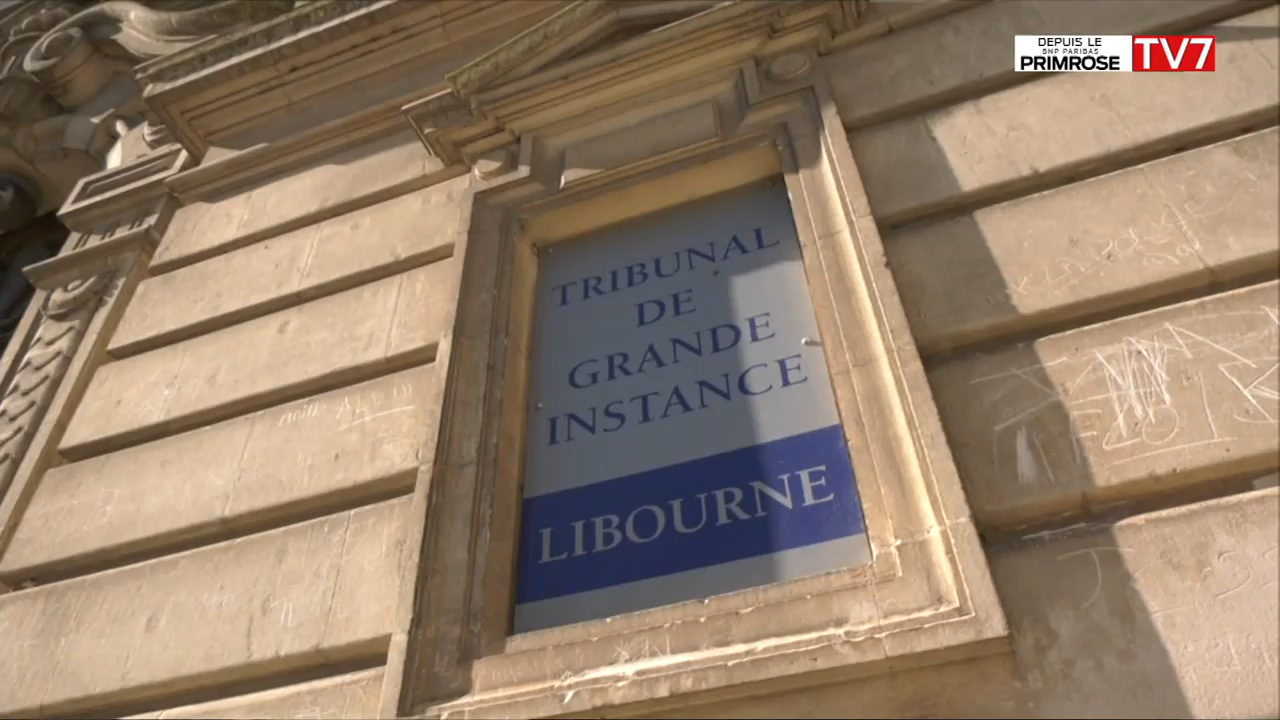 DEPUIS LE
BNP PARIBAS
PRIMROSE
TV7
TRIBUNAL
DE
GRANDE
INSTANCE
LIBOURNE